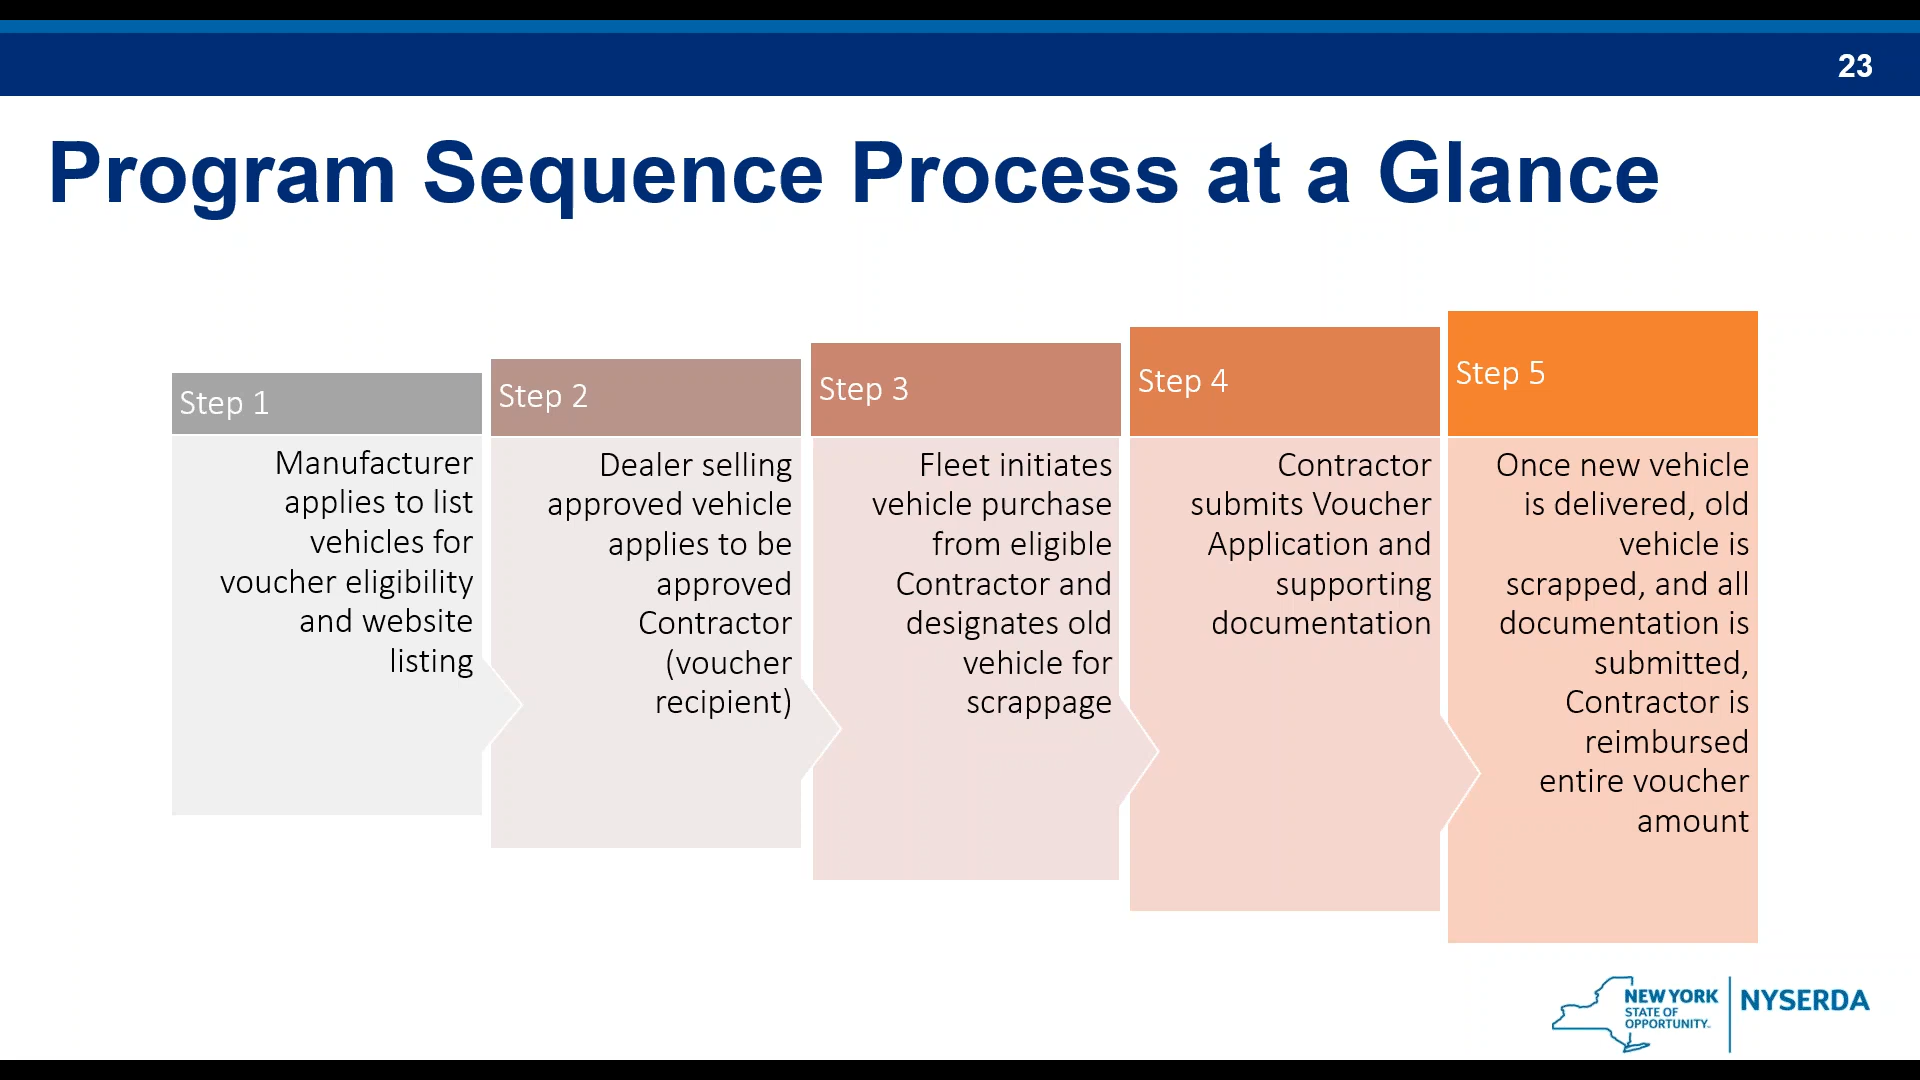 23
Program Sequence Process at a Glance
Step 1
Manufacturer
applies to list
vehicles for
voucher eligibility
and website
listing
Step 2
Dealer selling
approved vehicle
applies to be
approved
Contractor
(voucher
recipient)
Step 3
Fleet initiates
vehicle purchase
from eligible
Contractor and
designates old
vehicle for
scrappage
Step 4
Contractor
submits Voucher
Application and
supporting
documentation
Step 5
Once new vehicle
is delivered, old
vehicle is
scrapped, and all
documentation is
submitted,
Contractor is
reimbursed
entire voucher
amount
NEW YORK
STATE OF
OPPORTUNITY.
NYSERDA